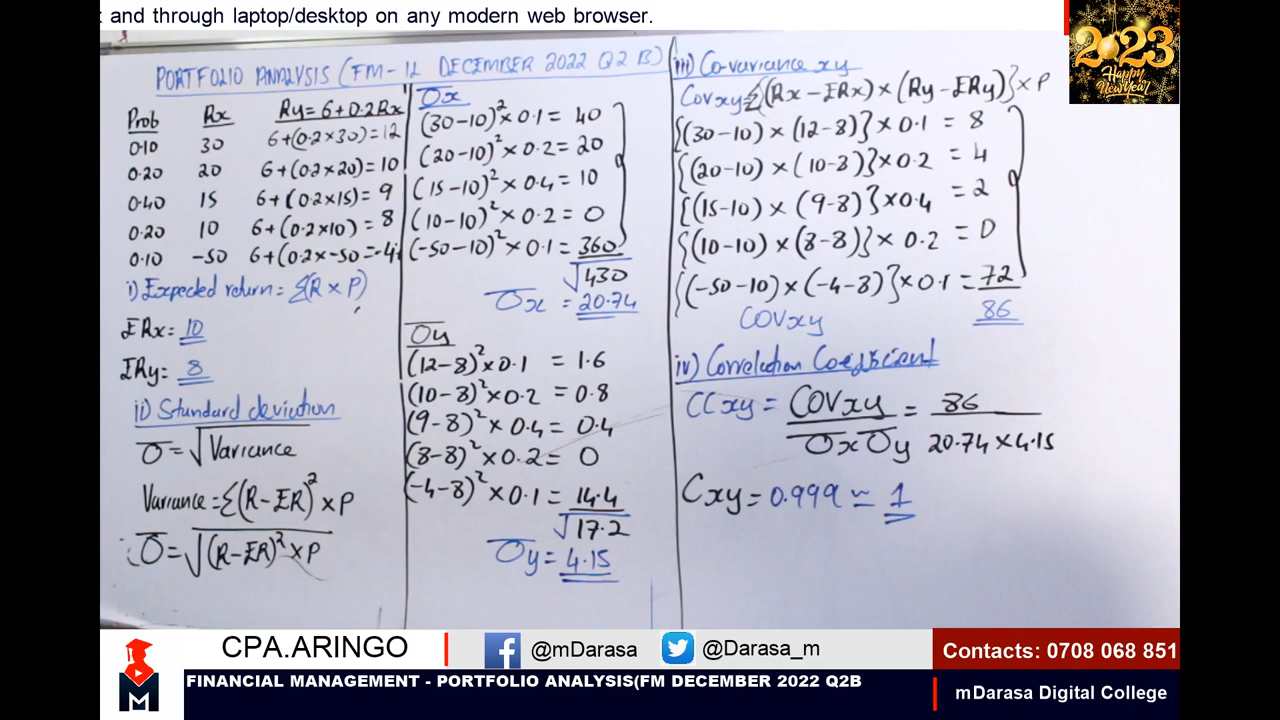 x and through laptop/desktop on any modern web browser.
2023
Happy
New Year
PORTFOLIO ANALYSIS (FM-12 DECEMBER 2022 Q2 B)
Prob Rx Ry = 6+0.2Rx
0.10 30 6+(0.2×30)=12
0.20 20 6+(0.2×20)=10
0.40 15 6+(0.2×15)=9
0.20 10 6+(0.2×10)=8
0.10 -50 6+(0.2×-50=-4
i) Expected return = Σ(R × P)
ERx = 10
ERy = 8
ii) Standard deviation
σ = √Variance
Variance = Σ(R-ER)² × P
∴ σ = √(R-ER)² × P
σx
(30-10)² × 0.1 = 40
(20-10)² × 0.2 = 20
(15-10)² × 0.4 = 10
(10-10)² × 0.2 = 0
(-50-10)² × 0.1 = 360
√430
σx = 20.74
σy
(12-8)² × 0.1 = 1.6
(10-8)² × 0.2 = 0.8
(9-8)² × 0.4 = 0.4
(8-8)² × 0.2 = 0
(-4-8)² × 0.1 = 14.4
√17.2
σy = 4.15
iii) Co-variance xy
Covxy = Σ{(Rx-ERx) × (Ry-ERy)} × P
{(30-10) × (12-8)} × 0.1 = 8
{(20-10) × (10-8)} × 0.2 = 4
{(15-10) × (9-8)} × 0.4 = 2
{(10-10) × (8-8)} × 0.2 = 0
{(-50-10) × (-4-8)} × 0.1 = 72
COVxy 86
iv) Correlation Coefficient
CCxy = COVxy = 86
σxσy 20.74 × 4.15
Cxy = 0.999 ≃ 1
CPA.ARINGO
@mDarasa
@Darasa_m
Contacts: 0708 068 851
FINANCIAL MANAGEMENT - PORTFOLIO ANALYSIS(FM DECEMBER 2022 Q2B
mDarasa Digital College